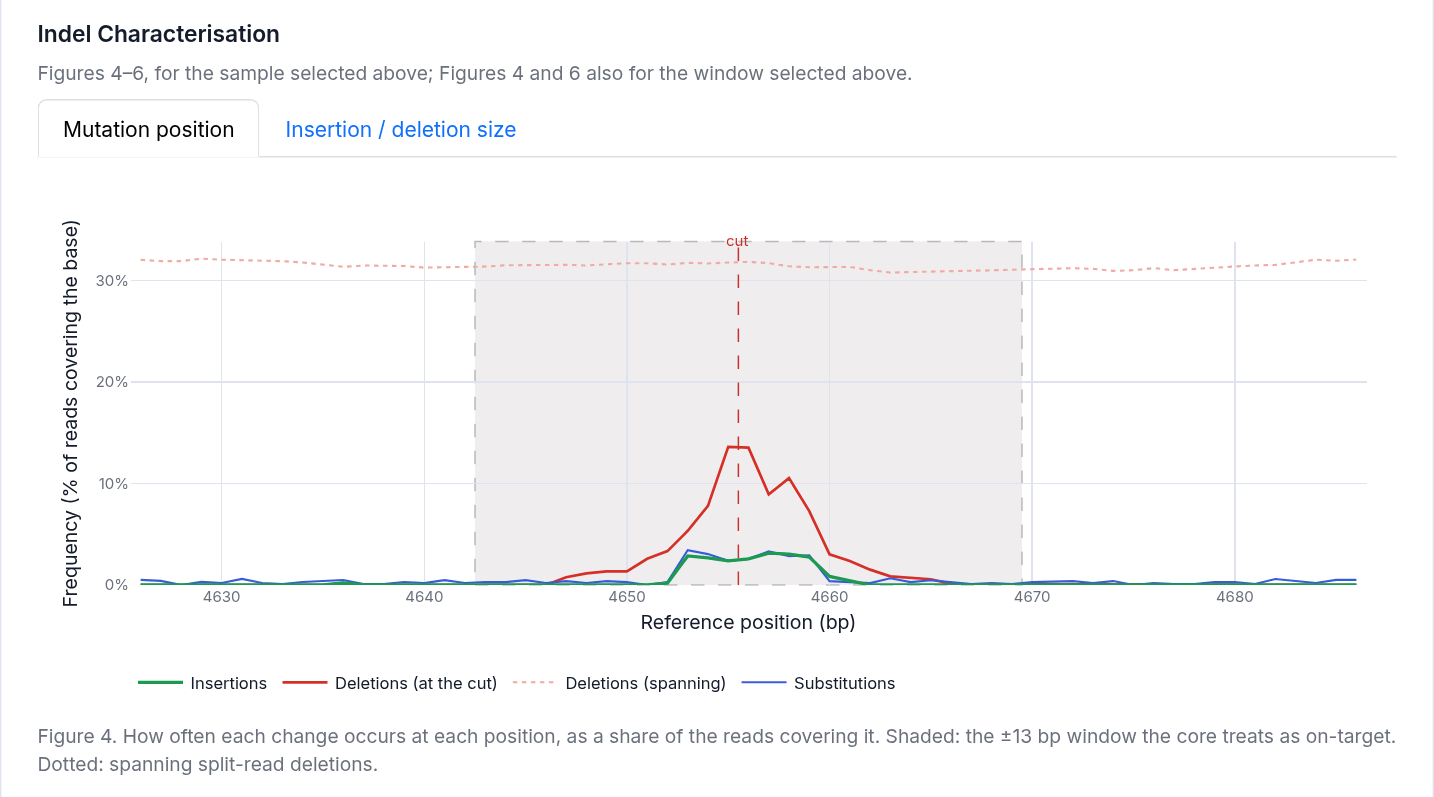 Indel Characterisation
Figures 4–6, for the sample selected above; Figures 4 and 6 also for the window selected above.
Mutation position
Insertion / deletion size
Frequency (% of reads covering the base)
cut
30%
20%
10%
0%
4630
4640
4650
4660
4670
4680
Reference position (bp)
Insertions
Deletions (at the cut)
Deletions (spanning)
Substitutions
Figure 4. How often each change occurs at each position, as a share of the reads covering it. Shaded: the ±13 bp window the core treats as on-target.
Dotted: spanning split-read deletions.